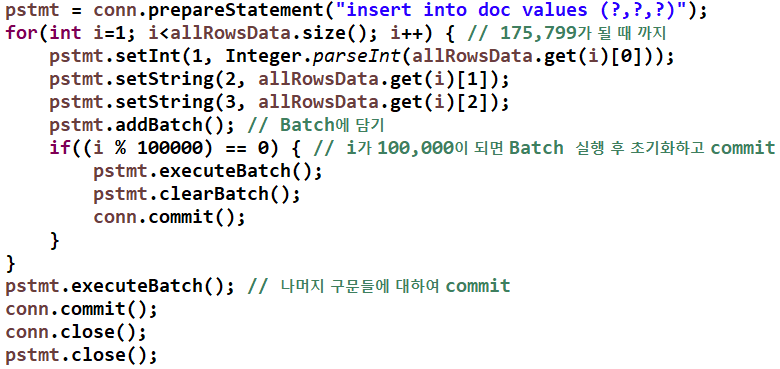 pstmt = conn.prepareStatement("insert into doc values (?,?,?)");
for(int i=1; i<allRowsData.size(); i++) { // 175,799가 될 때 까지
    pstmt.setInt(1, Integer.parseInt(allRowsData.get(i)[0]));
    pstmt.setString(2, allRowsData.get(i)[1]);
    pstmt.setString(3, allRowsData.get(i)[2]);
    pstmt.addBatch(); // Batch에 담기
    if((i % 100000) == 0) { // i가 100,000이 되면 Batch 실행 후 초기화하고 commit
        pstmt.executeBatch();
        pstmt.clearBatch();
        conn.commit();
    }
}
pstmt.executeBatch(); // 나머지 구문들에 대하여 commit
conn.commit();
conn.close();
pstmt.close();